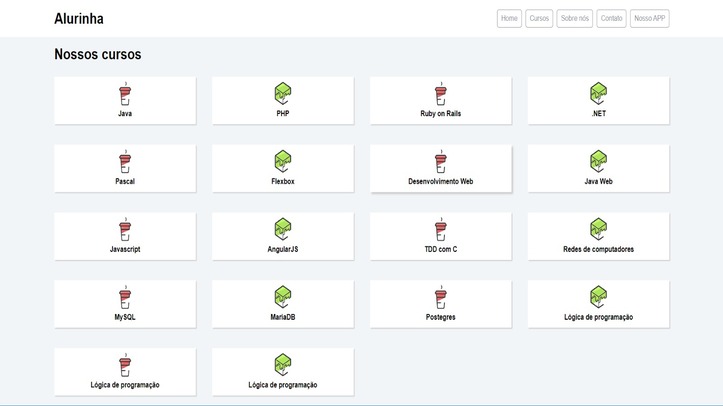 Alurinha
Home
Cursos
Sobre nós
Contato
Nosso APP
Nossos cursos
Java
PHP
Ruby on Rails
.NET
Pascal
Flexbox
Desenvolvimento Web
Java Web
Javascript
AngularJS
TDD com C
Redes de computadores
MySQL
MariaDB
Postegres
Lógica de programação
Lógica de programação
Lógica de programação